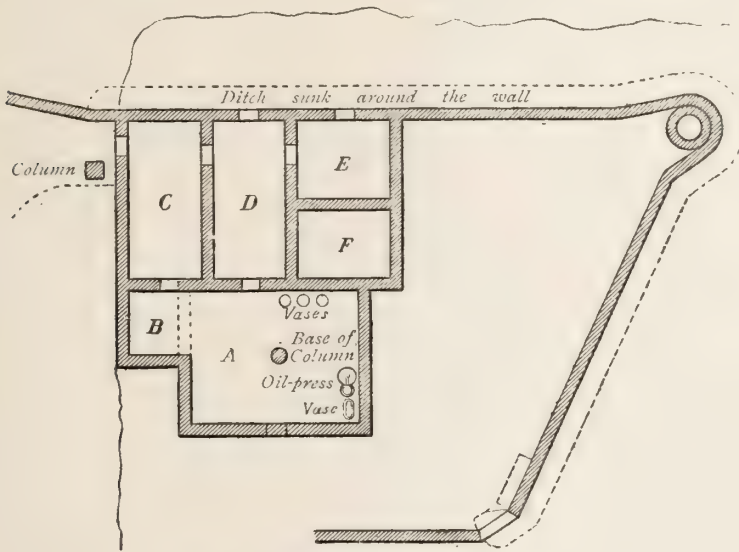 Ditch sunk around the wall
Column
C
D
E
F
B
A
Vases
Base of
Column
Oil-press
Vase